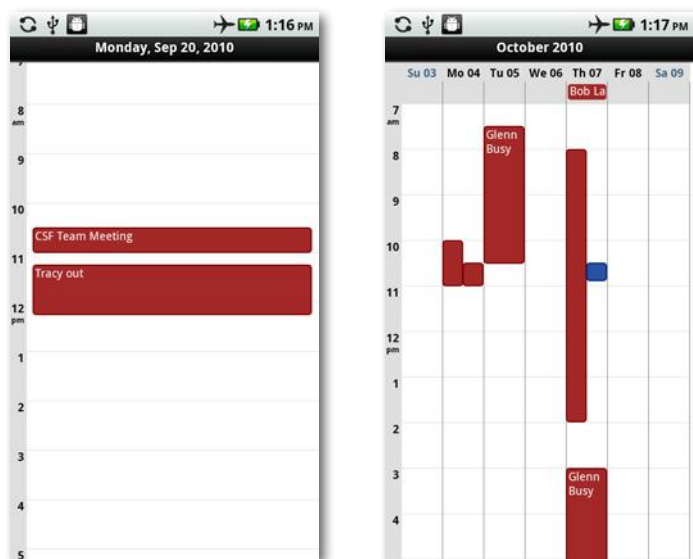 1:16 PM
Monday, Sep 20, 2010
8
am
9
10
CSF Team Meeting
11
Tracy out
12
pm
1
2
3
4
5
1:17 PM
October 2010
Su 03 Mo 04 Tu 05 We 06 Th 07 Fr 08 Sa 09
Bob La
7
am
Glenn
Busy
8
9
10
11
12
pm
1
2
3
Glenn
Busy
4